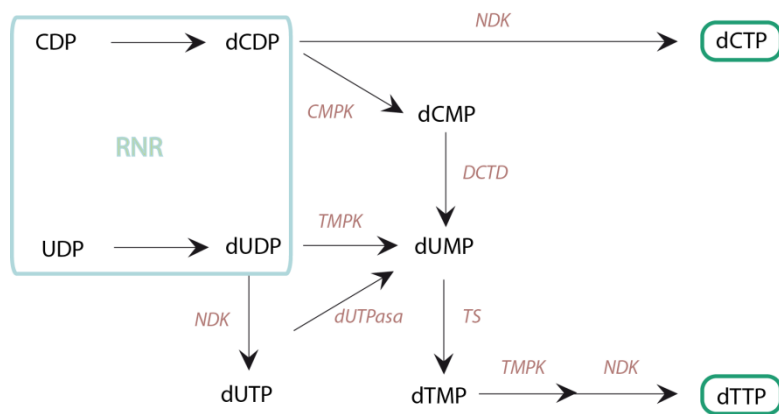 NDK
CDP dCDP dCTP
CMPK dCMP
RNR
DCTD
TMPK
UDP dUDP dUMP
NDK dUTPasa TS
TMPK NDK
dUTP dTMP dTTP